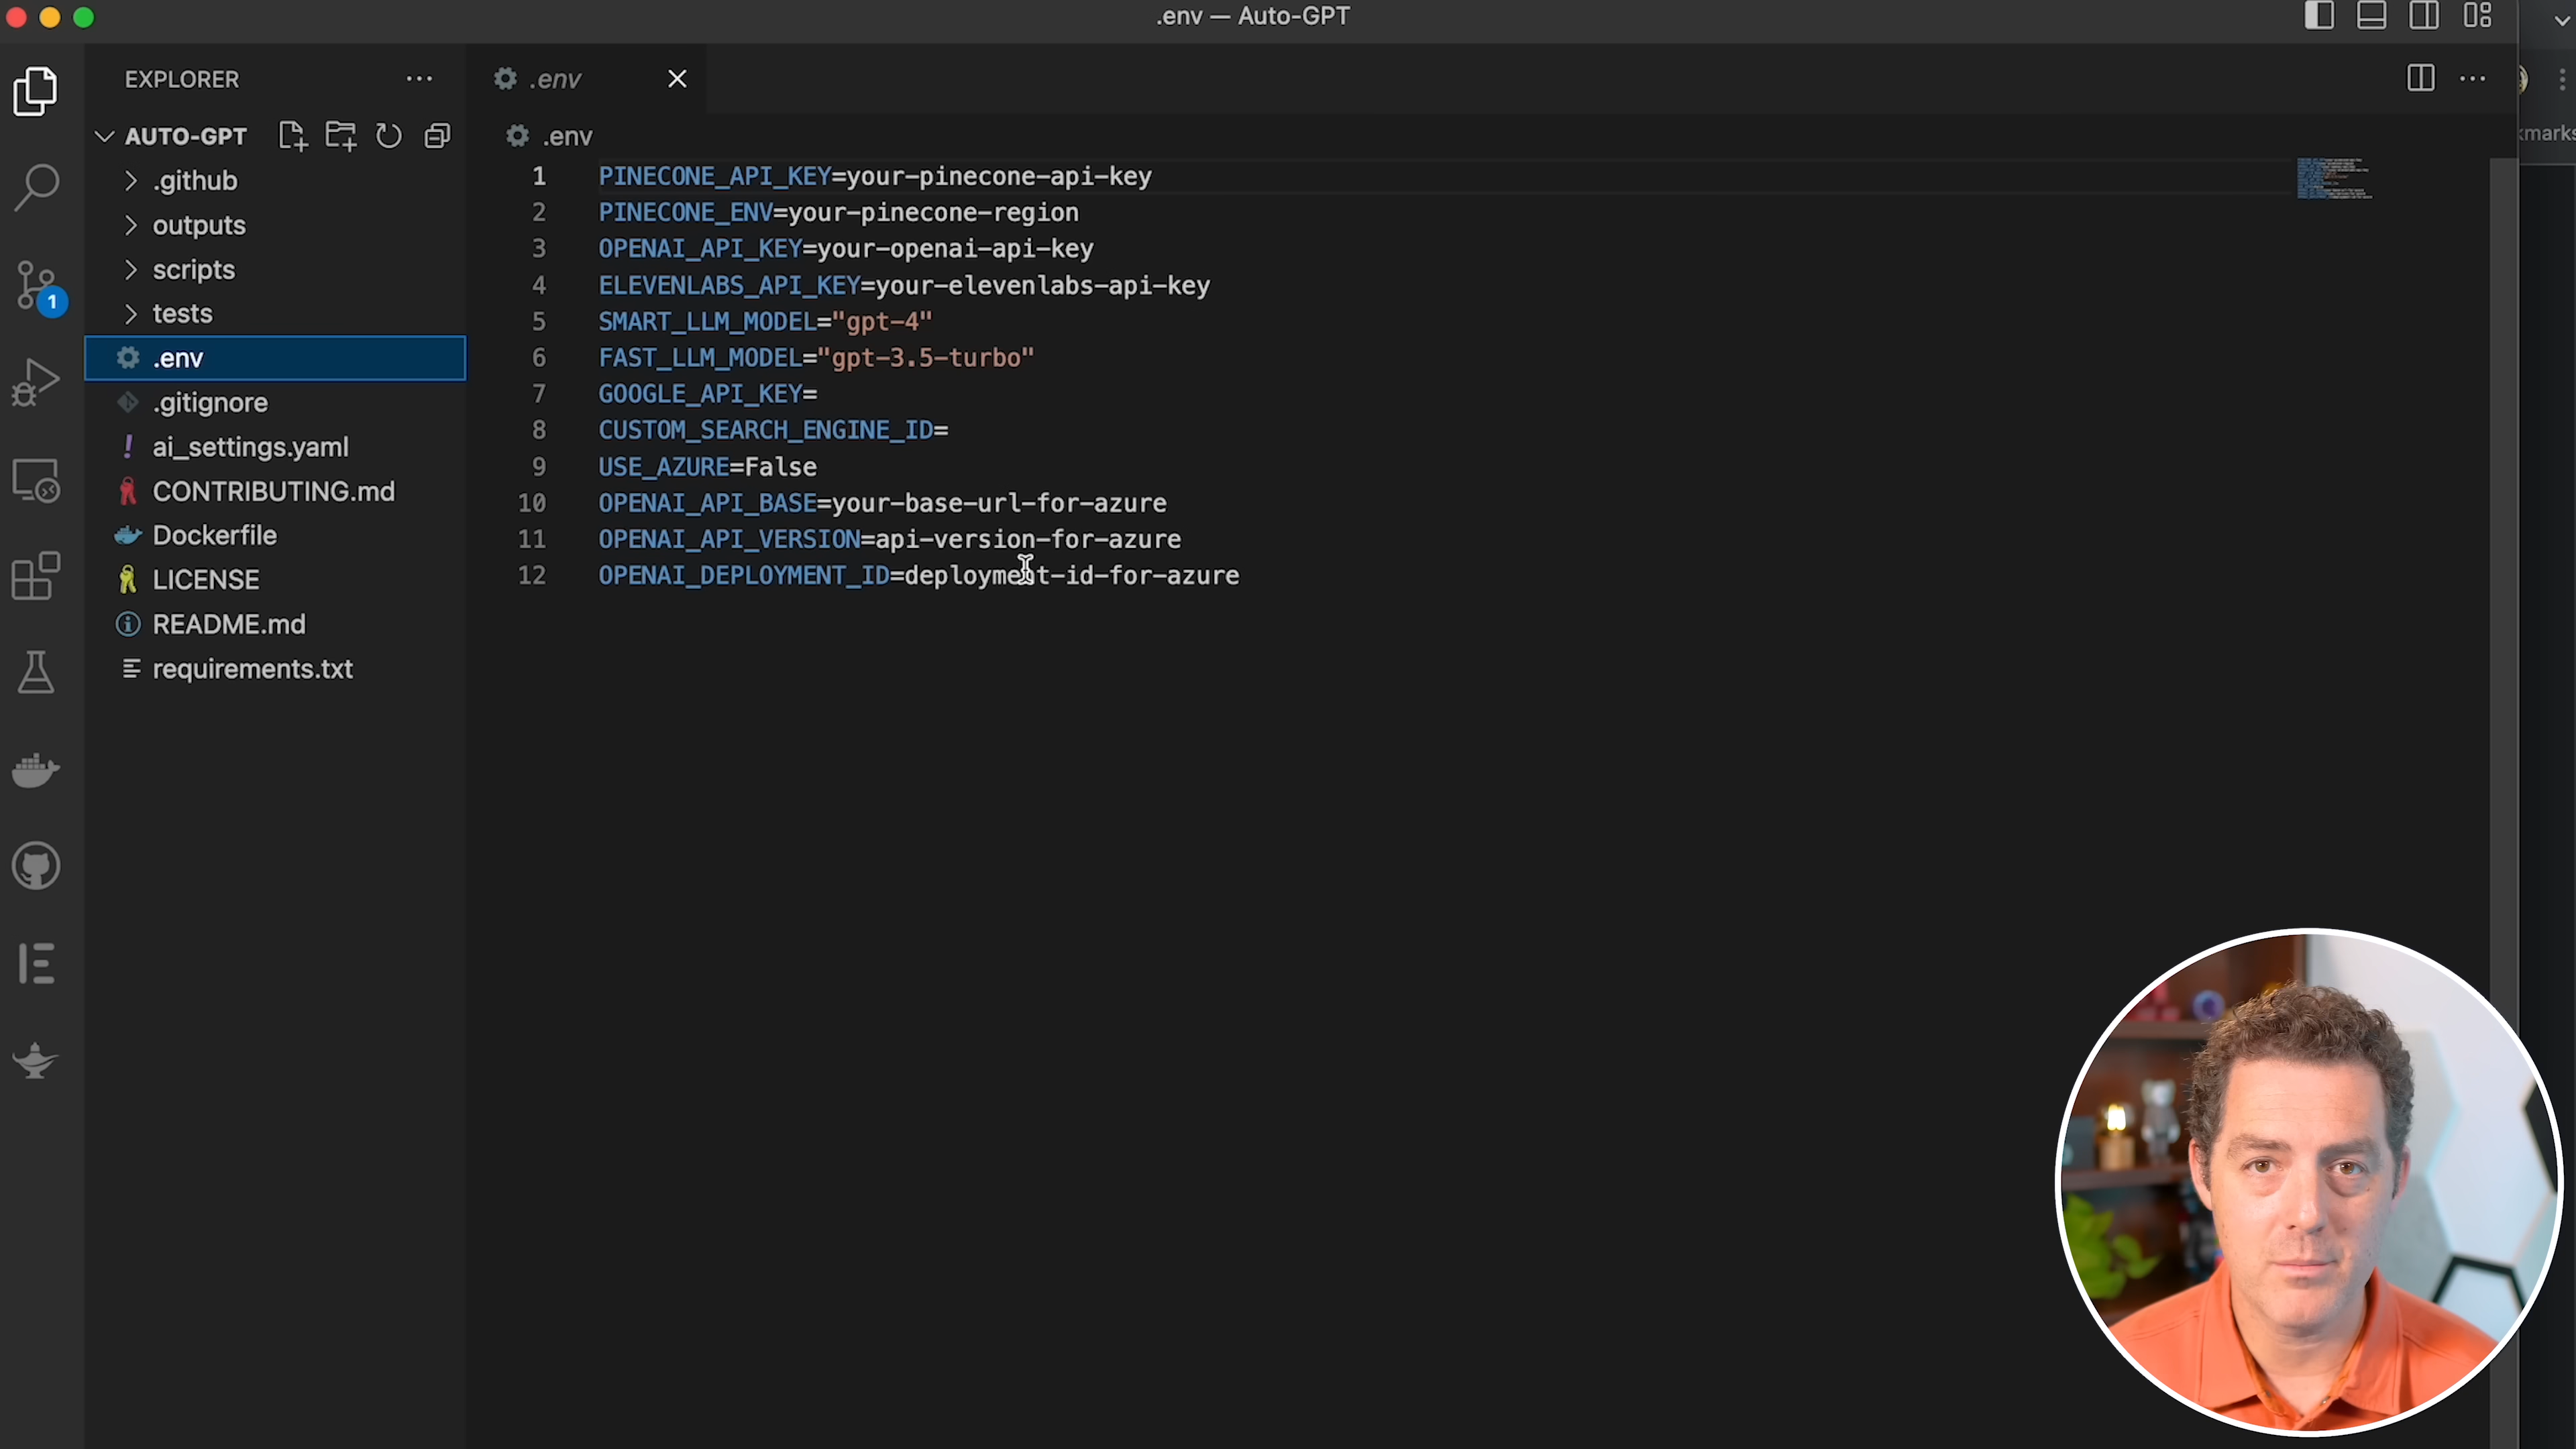 .env — Auto-GPT
EXPLORER
AUTO-GPT
.github
outputs
scripts
tests
.env
.gitignore
ai_settings.yaml
CONTRIBUTING.md
Dockerfile
LICENSE
README.md
requirements.txt
1
.env
.env
1 PINECONE_API_KEY=your-pinecone-api-key
2 PINECONE_ENV=your-pinecone-region
3 OPENAI_API_KEY=your-openai-api-key
4 ELEVENLABS_API_KEY=your-elevenlabs-api-key
5 SMART_LLM_MODEL="gpt-4"
6 FAST_LLM_MODEL="gpt-3.5-turbo"
7 GOOGLE_API_KEY=
8 CUSTOM_SEARCH_ENGINE_ID=
9 USE_AZURE=False
10 OPENAI_API_BASE=your-base-url-for-azure
11 OPENAI_API_VERSION=api-version-for-azure
12 OPENAI_DEPLOYMENT_ID=deployment-id-for-azure